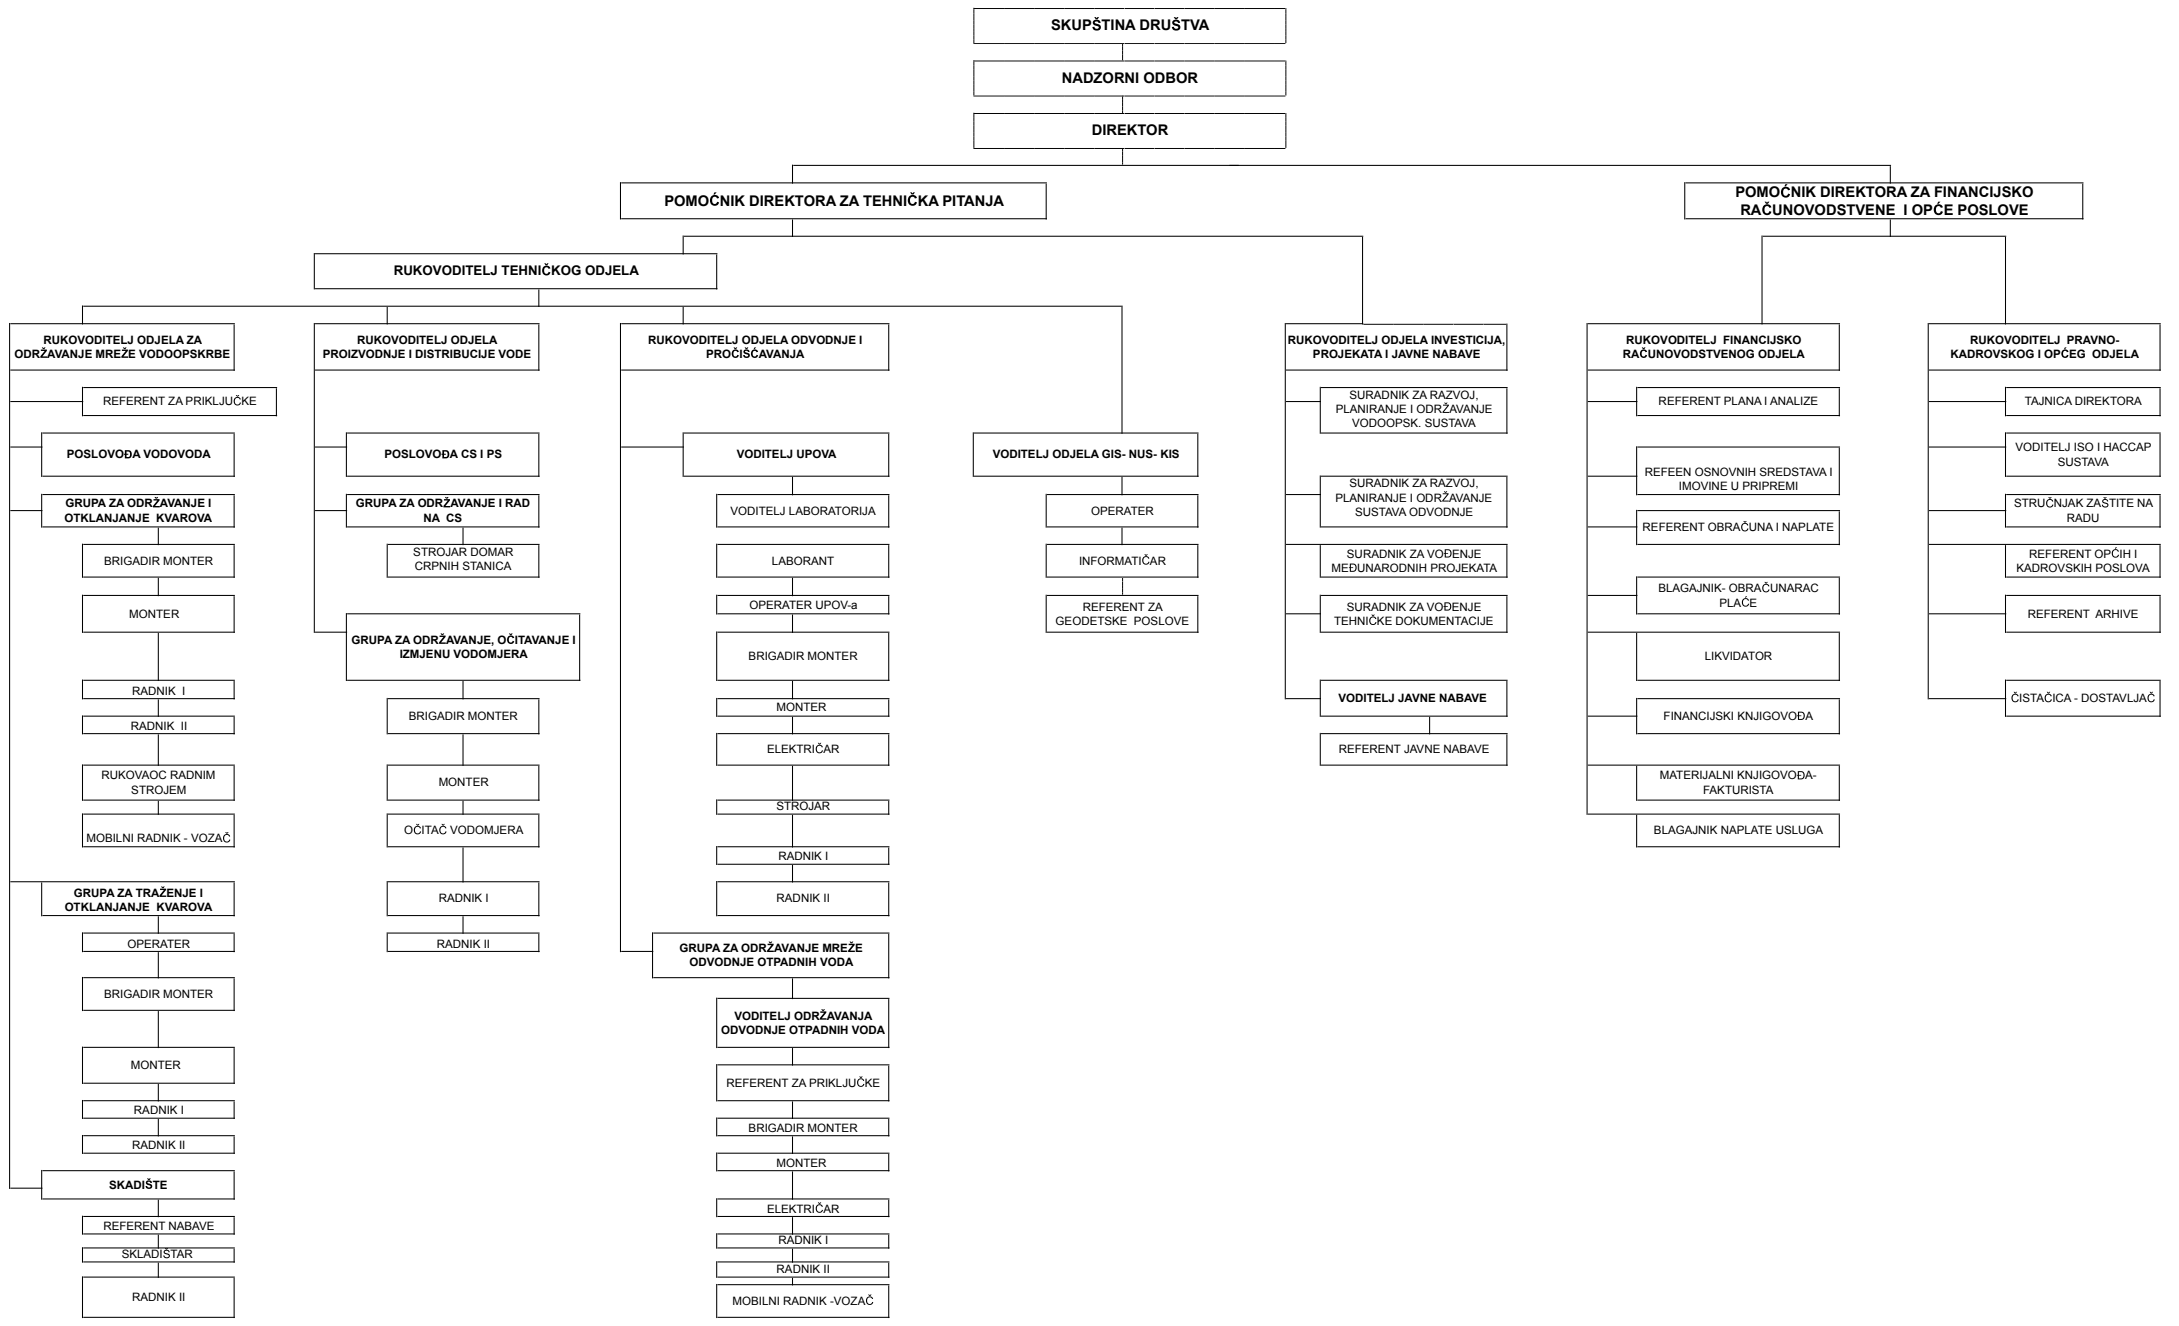 SKUPŠTINA DRUŠTVA
NADZORNI ODBOR
DIREKTOR
POMOĆNIK DIREKTORA ZA TEHNIČKA PITANJA
POMOĆNIK DIREKTORA ZA FINANCIJSKO
RAČUNOVODSTVENE I OPĆE POSLOVE
RUKOVODITELJ TEHNIČKOG ODJELA
RUKOVODITELJ ODJELA ZA
ODRŽAVANJE MREŽE VODOOPSKRBE
REFERENT ZA PRIKLJUČKE
POSLOVOĐA VODOVODA
GRUPA ZA ODRŽAVANJE I
OTKLANJANJE KVAROVA
BRIGADIR MONTER
MONTER
RADNIK I
RADNIK II
RUKOVAOC RADNIM
STROJEM
MOBILNI RADNIK - VOZAČ
GRUPA ZA TRAŽENJE I
OTKLANJANJE KVAROVA
OPERATER
BRIGADIR MONTER
MONTER
RADNIK I
RADNIK II
SKADIŠTE
REFERENT NABAVE
SKLADIŠTAR
RADNIK II
RUKOVODITELJ ODJELA
PROIZVODNJE I DISTRIBUCIJE VODE
POSLOVOĐA CS I PS
GRUPA ZA ODRŽAVANJE I RAD
NA CS
STROJAR DOMAR
CRPNIH STANICA
GRUPA ZA ODRŽAVANJE, OČITAVANJE I
IZMJENU VODOMJERA
BRIGADIR MONTER
MONTER
OČITAČ VODOMJERA
RADNIK I
RADNIK II
RUKOVODITELJ ODJELA ODVODNJE I
PROČIŠĆAVANJA
VODITELJ UPOVA
VODITELJ LABORATORIJA
LABORANT
OPERATER UPOV-a
BRIGADIR MONTER
MONTER
ELEKTRIČAR
STROJAR
RADNIK I
RADNIK II
GRUPA ZA ODRŽAVANJE MREŽE
ODVODNJE OTPADNIH VODA
VODITELJ ODRŽAVANJA
ODVODNJE OTPADNIH VODA
REFERENT ZA PRIKLJUČKE
BRIGADIR MONTER
MONTER
ELEKTRIČAR
RADNIK I
RADNIK II
MOBILNI RADNIK -VOZAČ
VODITELJ ODJELA GIS- NUS- KIS
OPERATER
INFORMATIČAR
REFERENT ZA
GEODETSKE POSLOVE
RUKOVODITELJ ODJELA INVESTICIJA,
PROJEKATA I JAVNE NABAVE
SURADNIK ZA RAZVOJ,
PLANIRANJE I ODRŽAVANJE
VODOOPSK. SUSTAVA
SURADNIK ZA RAZVOJ,
PLANIRANJE I ODRŽAVANJE
SUSTAVA ODVODNJE
SURADNIK ZA VOĐENJE
MEĐUNARODNIH PROJEKATA
SURADNIK ZA VOĐENJE
TEHNIČKE DOKUMENTACIJE
VODITELJ JAVNE NABAVE
REFERENT JAVNE NABAVE
RUKOVODITELJ FINANCIJSKO
RAČUNOVODSTVENOG ODJELA
REFERENT PLANA I ANALIZE
REFEEN OSNOVNIH SREDSTAVA I
IMOVINE U PRIPREMI
REFERENT OBRAČUNA I NAPLATE
BLAGAJNIK- OBRAČUNARAC
PLAĆE
LIKVIDATOR
FINANCIJSKI KNJIGOVOĐA
MATERIJALNI KNJIGOVOĐA-
FAKTURISTA
BLAGAJNIK NAPLATE USLUGA
RUKOVODITELJ PRAVNO-
KADROVSKOG I OPĆEG ODJELA
TAJNICA DIREKTORA
VODITELJ ISO I HACCAP
SUSTAVA
STRUČNJAK ZAŠTITE NA
RADU
REFERENT OPĆIH I
KADROVSKIH POSLOVA
REFERENT ARHIVE
ČISTAČICA - DOSTAVLJAČ